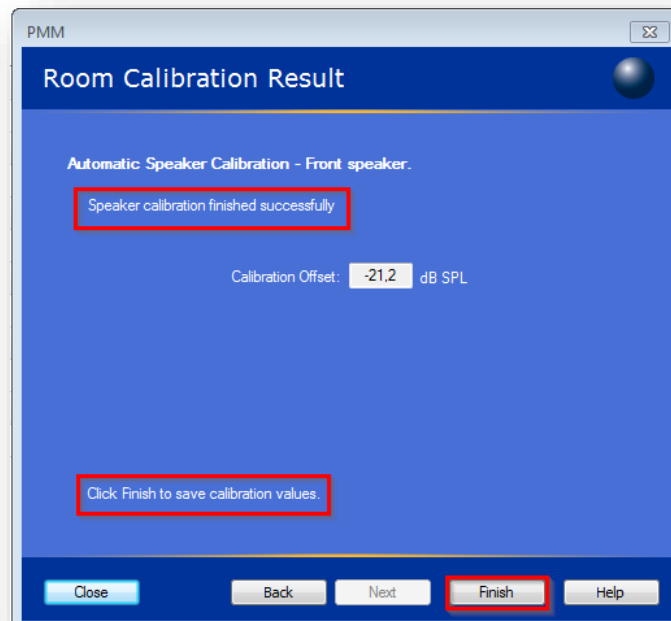 PMM
Room Calibration Result
Automatic Speaker Calibration - Front speaker.
Speaker calibration finished successfully
Calibration Offset: -21,2 dB SPL
Click Finish to save calibration values.
Close Back Next Finish Help